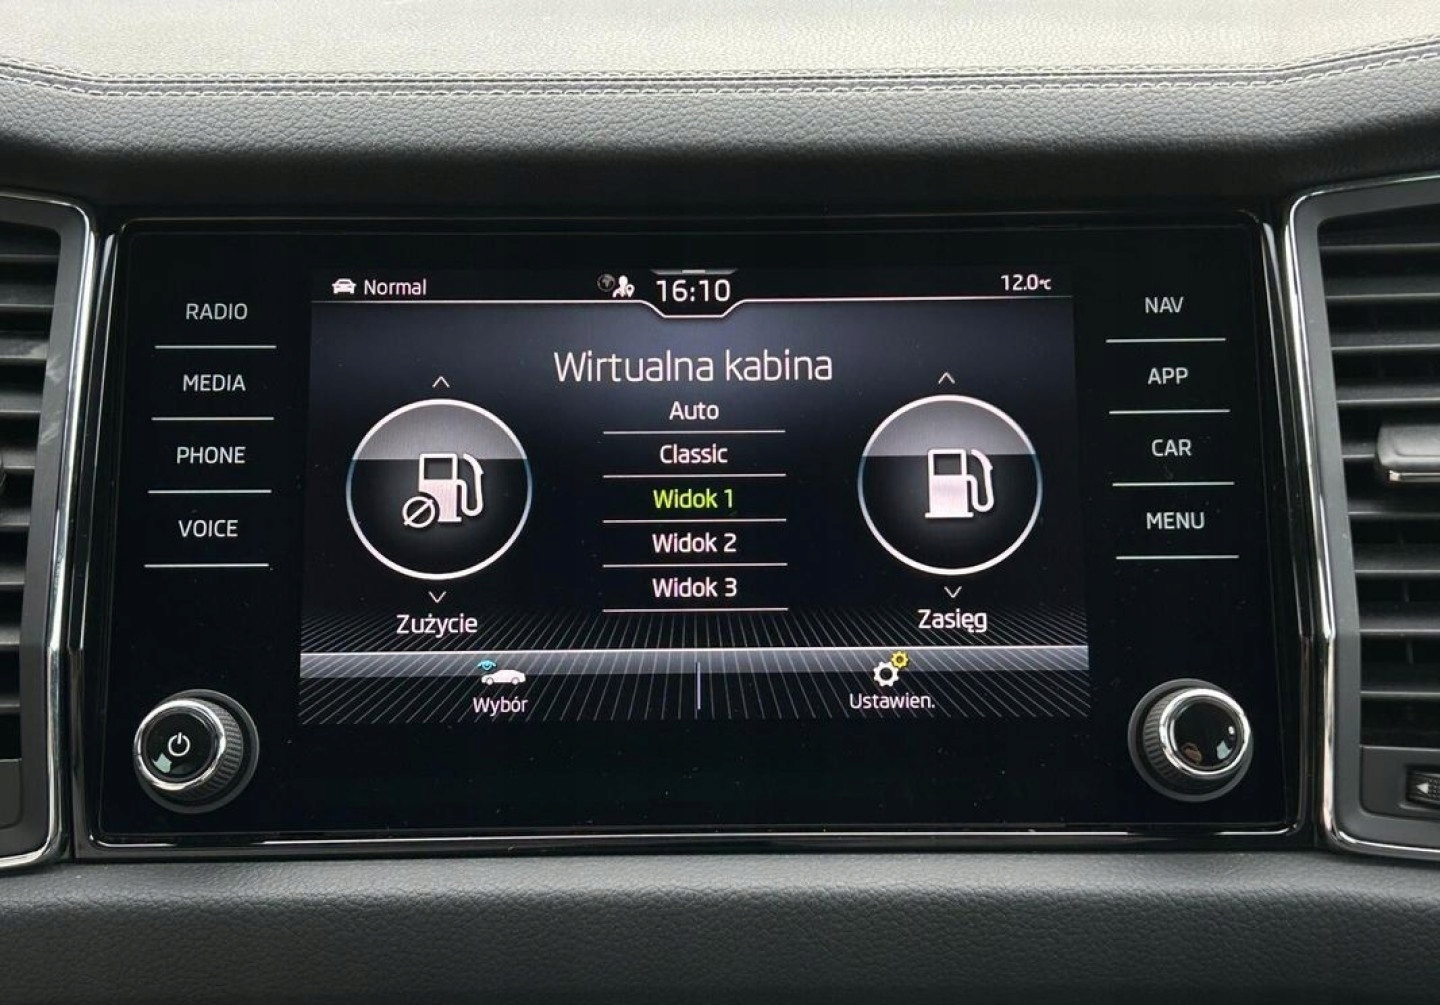 Normal
16:10
12.0°C
RADIO
MEDIA
PHONE
VOICE
Wirtualna kabina
Auto
Classic
Widok 1
Widok 2
Widok 3
Zużycie
Zasięg
Wybór
Ustawien.
NAV
APP
CAR
MENU